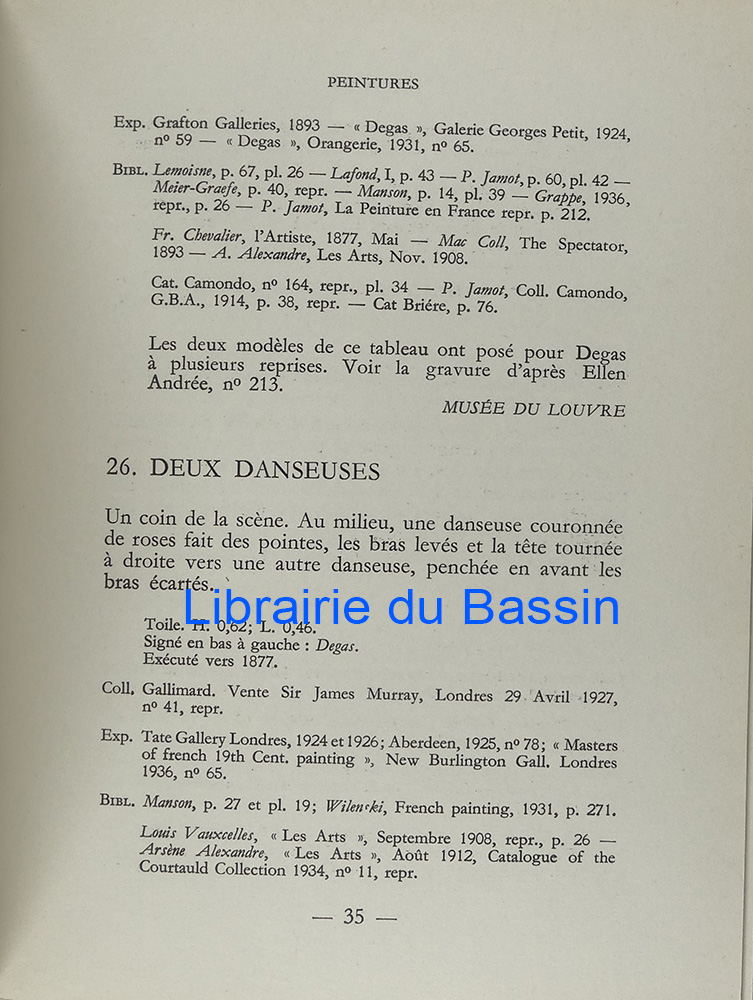 PEINTURES
Exp. Grafton Galleries, 1893 — « Degas », Galerie Georges Petit, 1924,
nº 59 — « Degas », Orangerie, 1931, nº 65.
BIBL. Lemoisne, p. 67, pl. 26 — Lafond, I, p. 43 — P. Jamot, p. 60, pl. 42 —
Meier-Graefe, p. 40, repr. — Manson, p. 14, pl. 39 — Grappe, 1936,
repr., p. 26 — P. Jamot, La Peinture en France repr. p. 212.
Fr. Chevalier, l'Artiste, 1877, Mai — Mac Coll, The Spectator,
1893 — A. Alexandre, Les Arts, Nov. 1908.
Cat. Camondo, nº 164, repr., pl. 34 — P. Jamot, Coll. Camondo,
G.B.A., 1914, p. 38, repr. — Cat Briére, p. 76.
Les deux modèles de ce tableau ont posé pour Degas
à plusieurs reprises. Voir la gravure d'après Ellen
Andrée, nº 213.
MUSÉE DU LOUVRE
26. DEUX DANSEUSES
Un coin de la scène. Au milieu, une danseuse couronnée
de roses fait des pointes, les bras levés et la tête tournée
à droite vers une autre danseuse, penchée en avant les
bras écartés.
Librairie du Bassin
Toile. H. 0,62; L. 0,46.
Signé en bas à gauche : Degas.
Exécuté vers 1877.
Coll. Gallimard. Vente Sir James Murray, Londres 29 Avril 1927,
nº 41, repr.
Exp. Tate Gallery Londres, 1924 et 1926; Aberdeen, 1925, nº 78; « Masters
of french 19th Cent. painting », New Burlington Gall. Londres
1936, nº 65.
BIBL. Manson, p. 27 et pl. 19; Wilenski, French painting, 1931, p. 271.
Louis Vauxcelles, « Les Arts », Septembre 1908, repr., p. 26 —
Arsène Alexandre, « Les Arts », Août 1912, Catalogue of the
Courtauld Collection 1934, nº 11, repr.
— 35 —